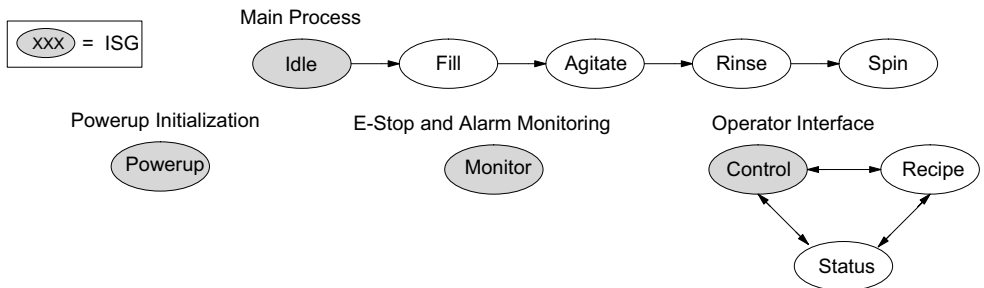 Main Process
XXX = ISG
Idle Fill Agitate Rinse Spin
Powerup Initialization E-Stop and Alarm Monitoring Operator Interface
Powerup Monitor Control Recipe
Status